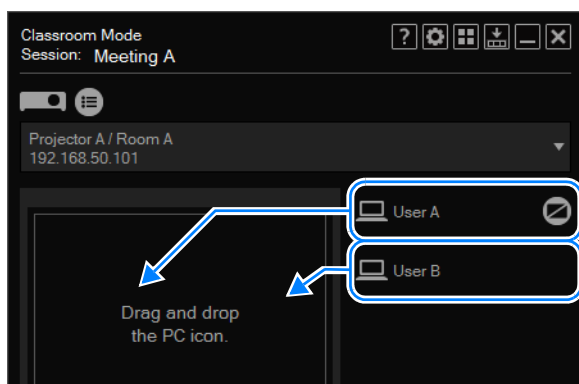 Classroom Mode
Session: Meeting A
?
Projector A / Room A
192.168.50.101
User A
User B
Drag and drop
the PC icon.